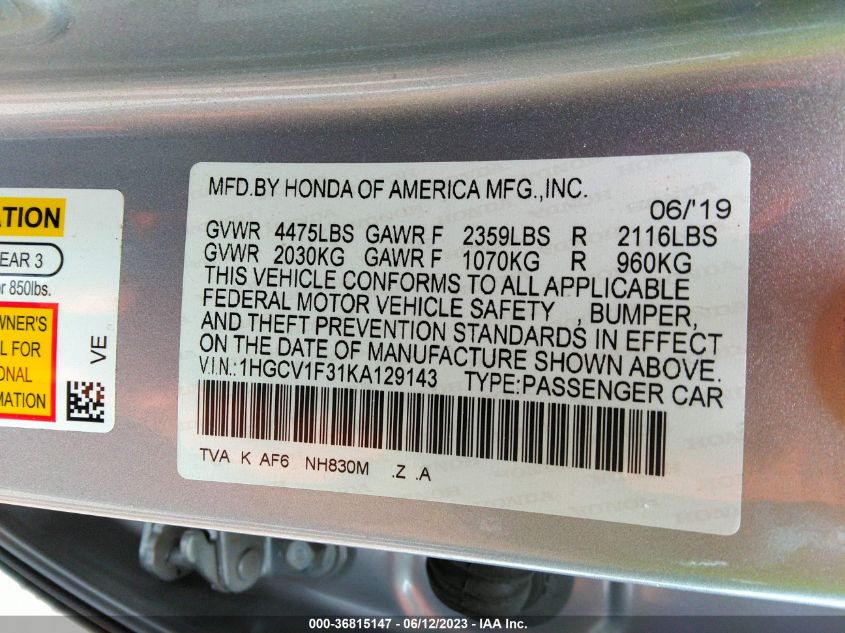 ATION
EAR 3
or 850lbs.
WNER'S
L FOR
ONAL
MATION
VE
MFD.BY HONDA OF AMERICA MFG.,INC.
06/'19
GVWR 4475LBS GAWR F 2359LBS R 2116LBS
GVWR 2030KG GAWR F 1070KG R 960KG
THIS VEHICLE CONFORMS TO ALL APPLICABLE
FEDERAL MOTOR VEHICLE SAFETY , BUMPER,
AND THEFT PREVENTION STANDARDS IN EFFECT
ON THE DATE OF MANUFACTURE SHOWN ABOVE.
V.I.N.:1HGCV1F31KA129143 TYPE:PASSENGER CAR
TVA K AF6 NH830M .Z .A
000-36815147 - 06/12/2023 - IAA Inc.